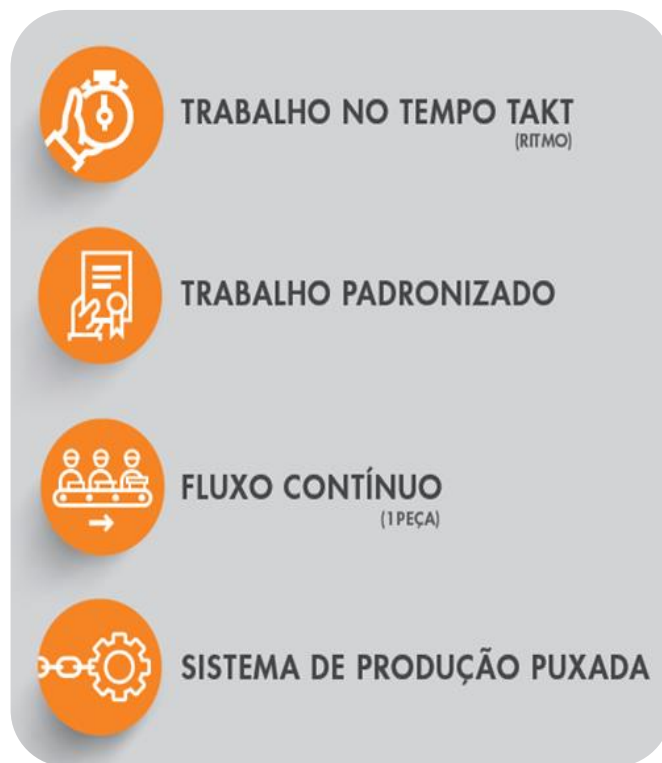 TRABALHO NO TEMPO TAKT
(RITMO)
TRABALHO PADRONIZADO
FLUXO CONTÍNUO
(1 PEÇA)
SISTEMA DE PRODUÇÃO PUXADA